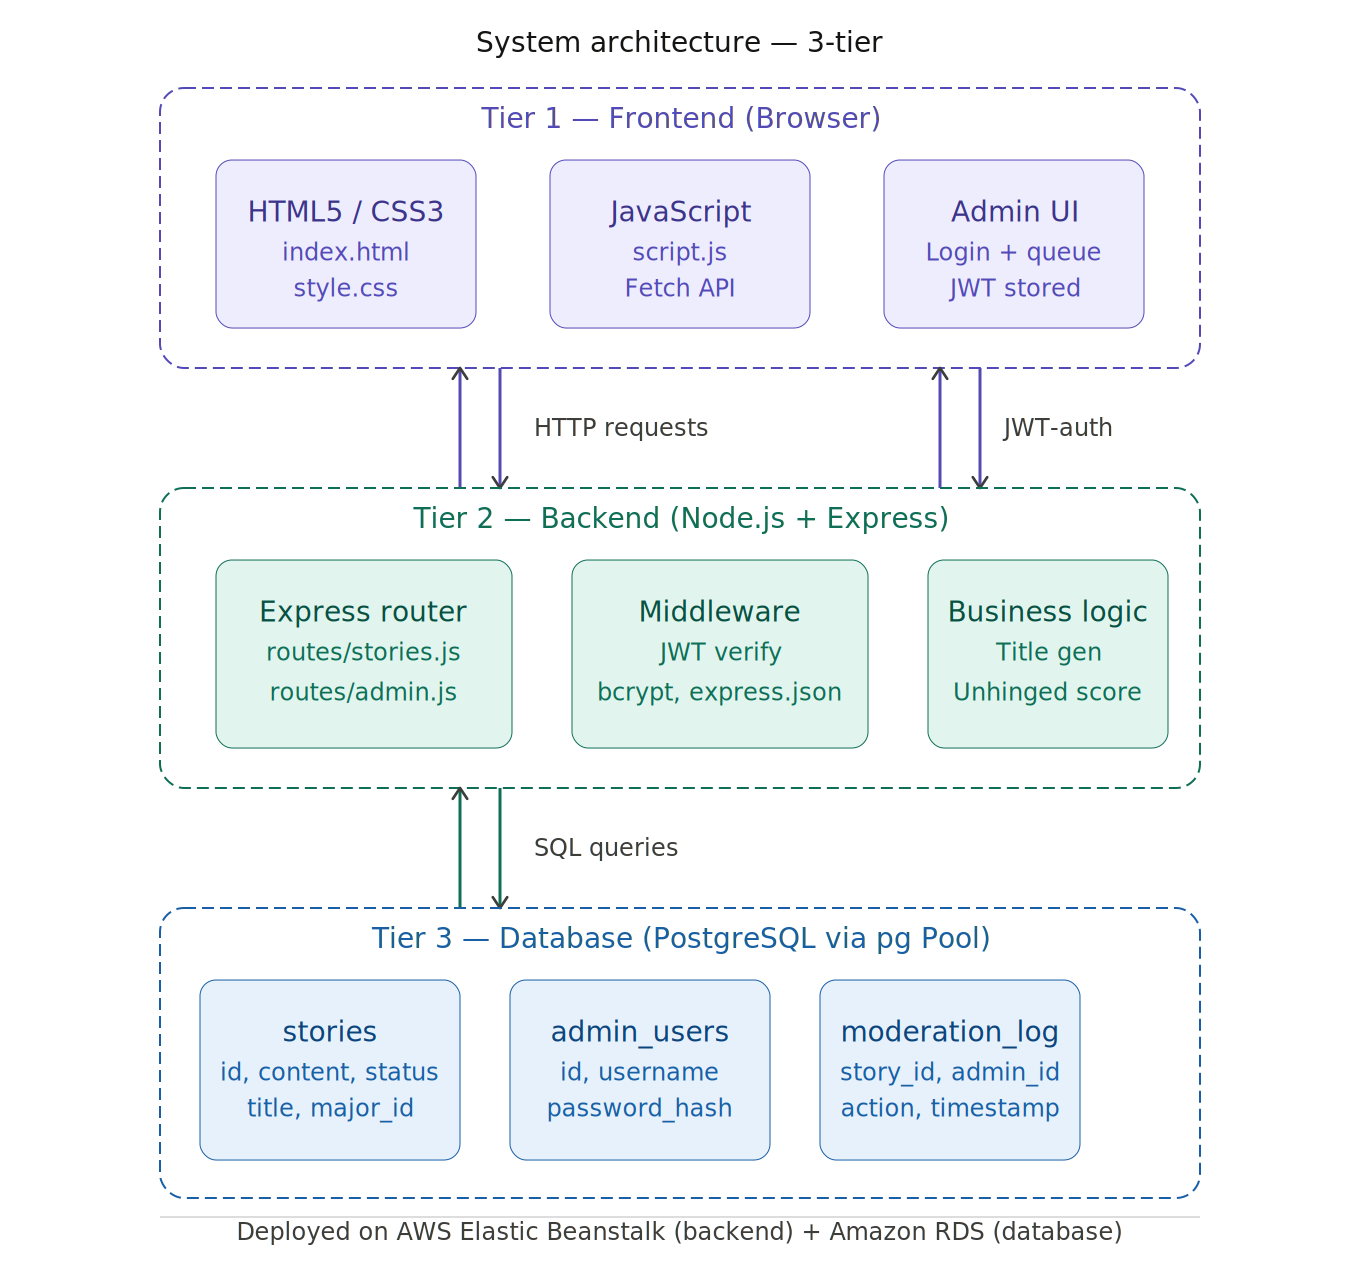 System architecture — 3-tier
Tier 1 — Frontend (Browser)
HTML5 / CSS3
index.html
style.css
JavaScript
script.js
Fetch API
Admin UI
Login + queue
JWT stored
HTTP requests
JWT-auth
Tier 2 — Backend (Node.js + Express)
Express router
routes/stories.js
routes/admin.js
Middleware
JWT verify
bcrypt, express.json
Business logic
Title gen
Unhinged score
SQL queries
Tier 3 — Database (PostgreSQL via pg Pool)
stories
id, content, status
title, major_id
admin_users
id, username
password_hash
moderation_log
story_id, admin_id
action, timestamp
Deployed on AWS Elastic Beanstalk (backend) + Amazon RDS (database)